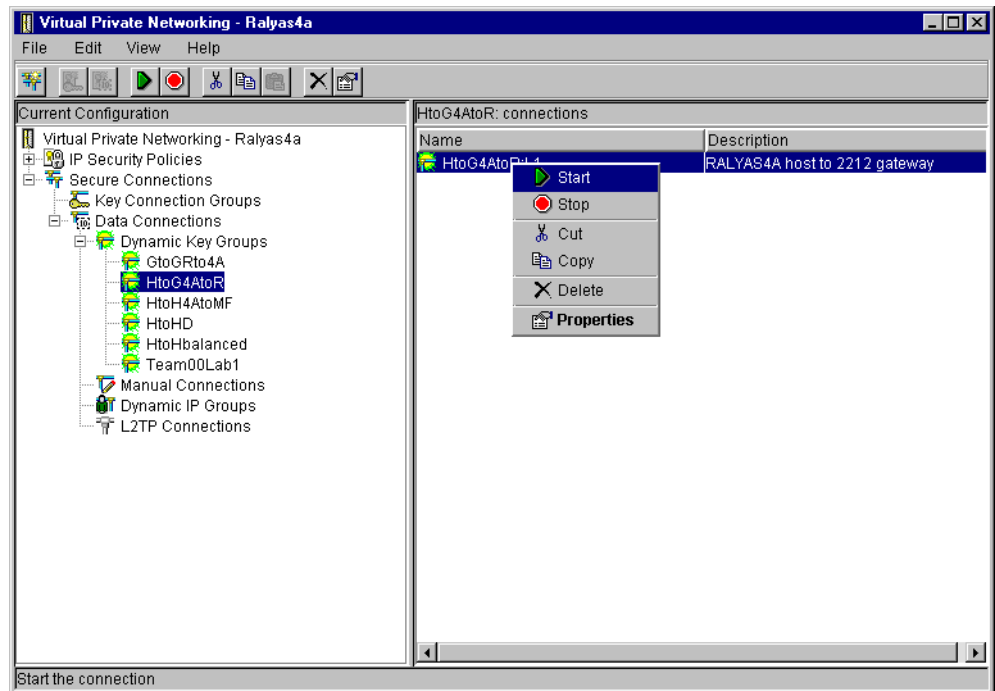 Virtual Private Networking - Ralyas4a
File Edit View Help
Current Configuration
Virtual Private Networking - Ralyas4a
IP Security Policies
Secure Connections
Key Connection Groups
Data Connections
Dynamic Key Groups
GtoGRto4A
HtoG4AtoR
HtoH4AtoMF
HtoHD
HtoHbalanced
Team00Lab1
Manual Connections
Dynamic IP Groups
L2TP Connections
HtoG4AtoR: connections
Name Description
HtoG4AtoR:L1 RALYAS4A host to 2212 gateway
Start
Stop
Cut
Copy
Delete
Properties
Start the connection